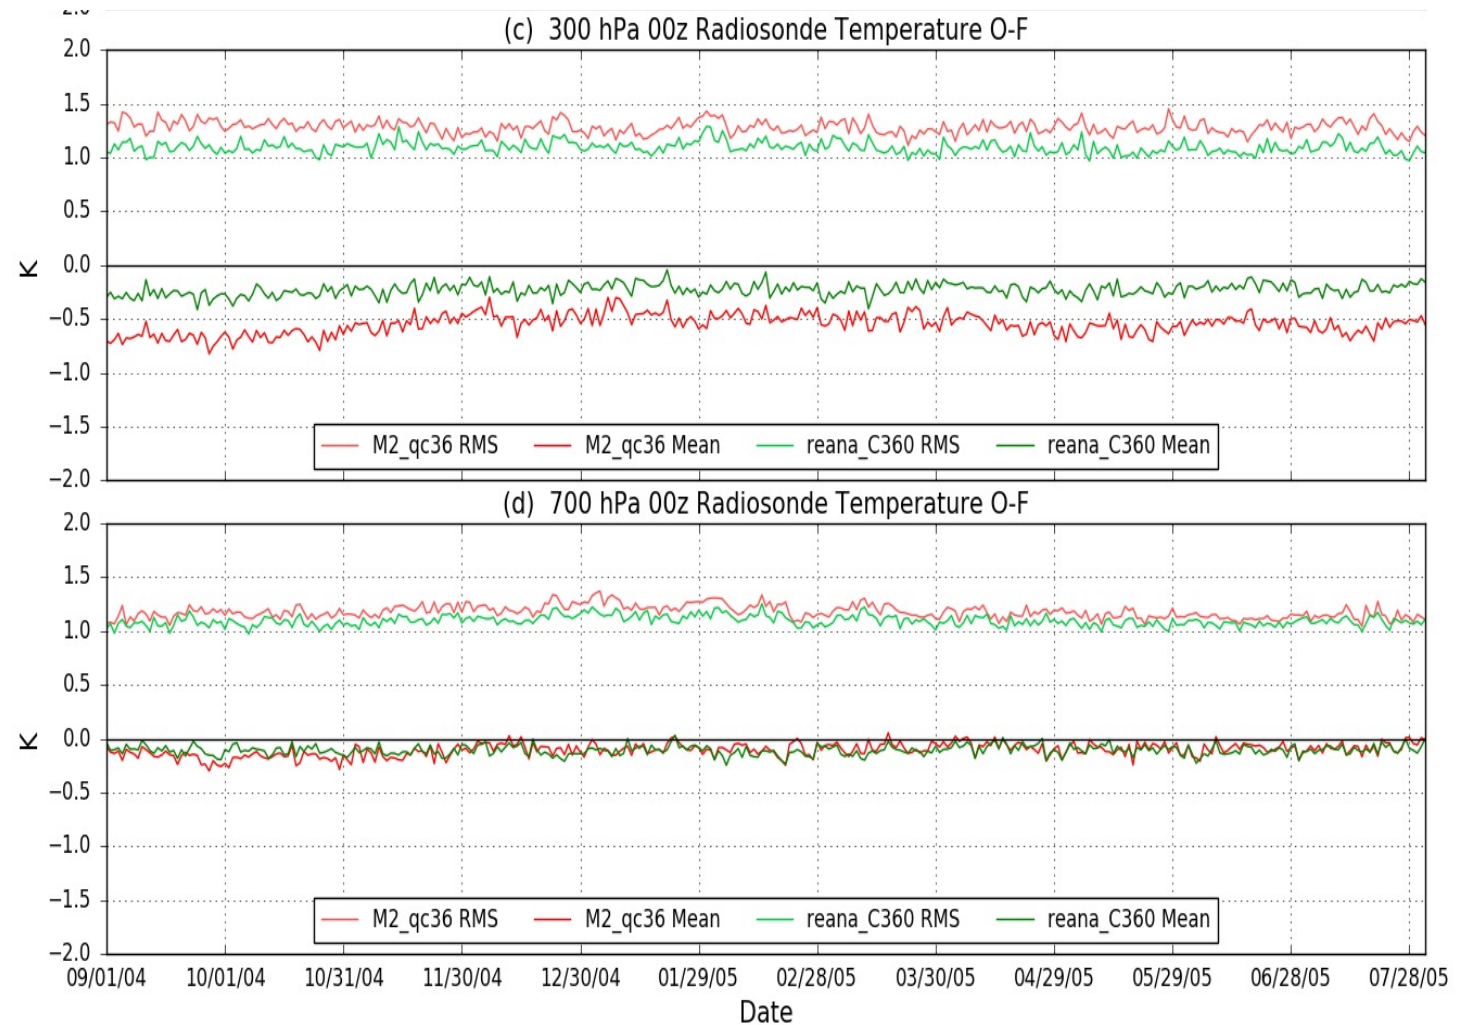 (c) 300 hPa 00z Radiosonde Temperature O-F
2.0
1.5
1.0
0.5
0.0
−0.5
−1.0
−1.5
−2.0
K
M2_qc36 RMS M2_qc36 Mean reana_C360 RMS reana_C360 Mean
(d) 700 hPa 00z Radiosonde Temperature O-F
2.0
1.5
1.0
0.5
0.0
−0.5
−1.0
−1.5
−2.0
K
M2_qc36 RMS M2_qc36 Mean reana_C360 RMS reana_C360 Mean
09/01/04 10/01/04 10/31/04 11/30/04 12/30/04 01/29/05 02/28/05 03/30/05 04/29/05 05/29/05 06/28/05 07/28/05
Date